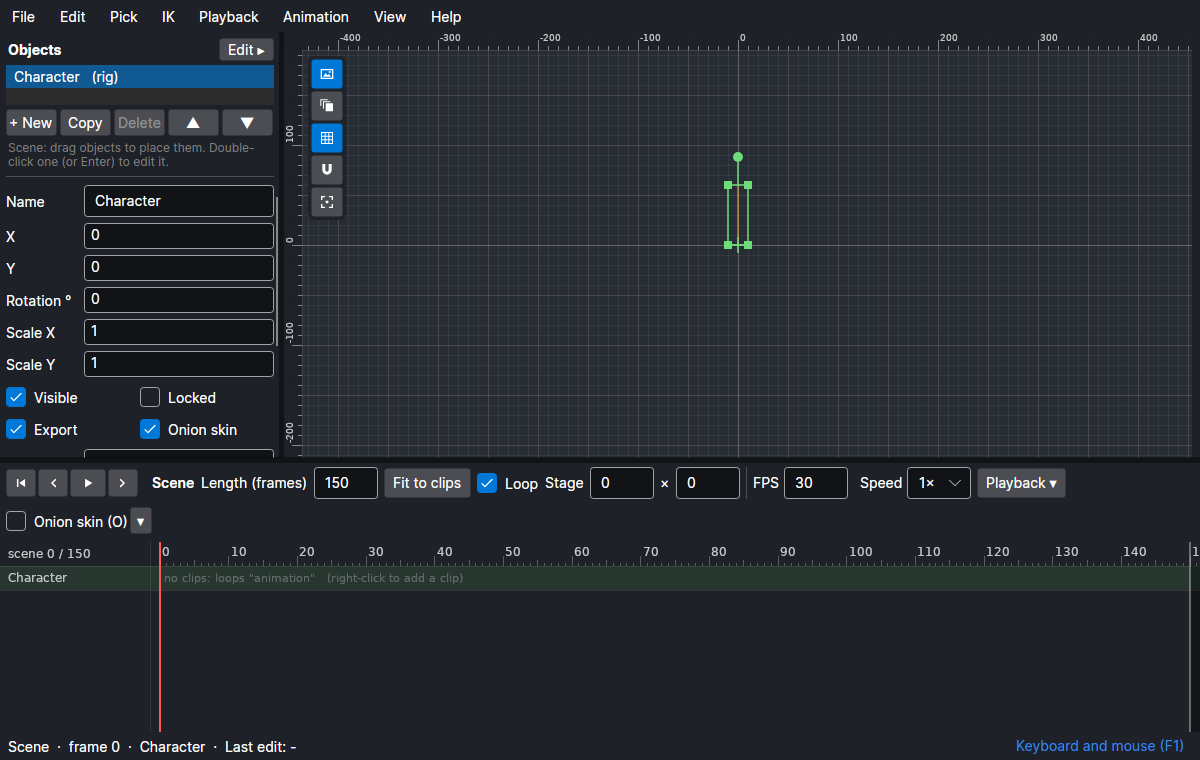 File Edit Pick IK Playback Animation View Help
Objects Edit ▸
Character (rig)
+ New Copy Delete ▲ ▼
Scene: drag objects to place them. Double-
click one (or Enter) to edit it.
Name Character
X 0
Y 0
Rotation ° 0
Scale X 1
Scale Y 1
Visible Locked
Export Onion skin
-400 -300 -200 -100 0 100 200 300 400
100
0
-100
-200
Scene Length (frames) 150 Fit to clips Loop Stage 0 × 0 FPS 30 Speed 1× Playback ▾
Onion skin (O) ▾
scene 0 / 150 0 10 20 30 40 50 60 70 80 90 100 110 120 130 140 1
Character no clips: loops "animation" (right-click to add a clip)
Scene · frame 0 · Character · Last edit: - Keyboard and mouse (F1)